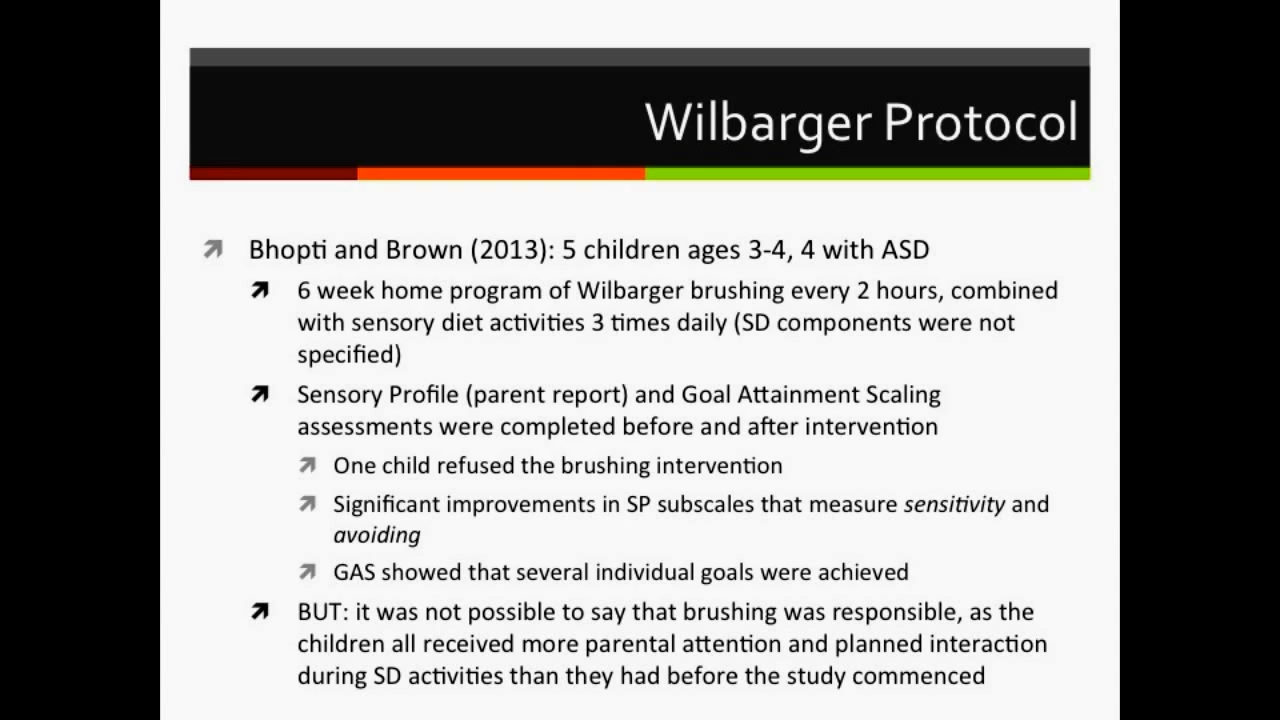 Wilbarger Protocol
Bhopti and Brown (2013): 5 children ages 3-4, 4 with ASD
6 week home program of Wilbarger brushing every 2 hours, combined
with sensory diet activities 3 times daily (SD components were not
specified)
Sensory Profile (parent report) and Goal Attainment Scaling
assessments were completed before and after intervention
One child refused the brushing intervention
Significant improvements in SP subscales that measure sensitivity and
avoiding
GAS showed that several individual goals were achieved
BUT: it was not possible to say that brushing was responsible, as the
children all received more parental attention and planned interaction
during SD activities than they had before the study commenced